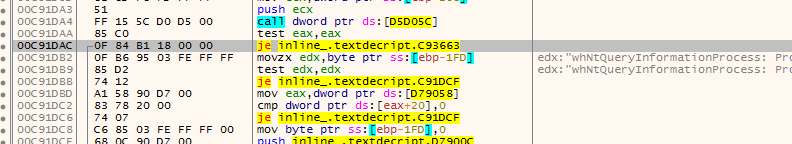 00C91DA3 51 push ecx
00C91DA4 FF 15 5C D0 D5 00 call dword ptr ds:[D5D05C]
00C91DAA 85 C0 test eax,eax
00C91DAC 0F 84 B1 18 00 00 je inline_.textdecript.C93663
00C91DB2 0F B6 95 03 FE FF FF movzx edx,byte ptr ss:[ebp-1FD] edx:"whNtQueryInformationProcess: Pro
00C91DB9 85 D2 test edx,edx edx:"whNtQueryInformationProcess: Pro
00C91DBB 74 12 je inline_.textdecript.C91DCF
00C91DBD A1 58 90 D7 00 mov eax,dword ptr ds:[D79058]
00C91DC2 83 78 20 00 cmp dword ptr ds:[eax+20],0
00C91DC6 74 07 je inline_.textdecript.C91DCF
00C91DC8 C6 85 03 FE FF FF 00 mov byte ptr ss:[ebp-1FD],0
00C91DCF 68 0C 90 D7 00 push inline_.textdecript.D7900C